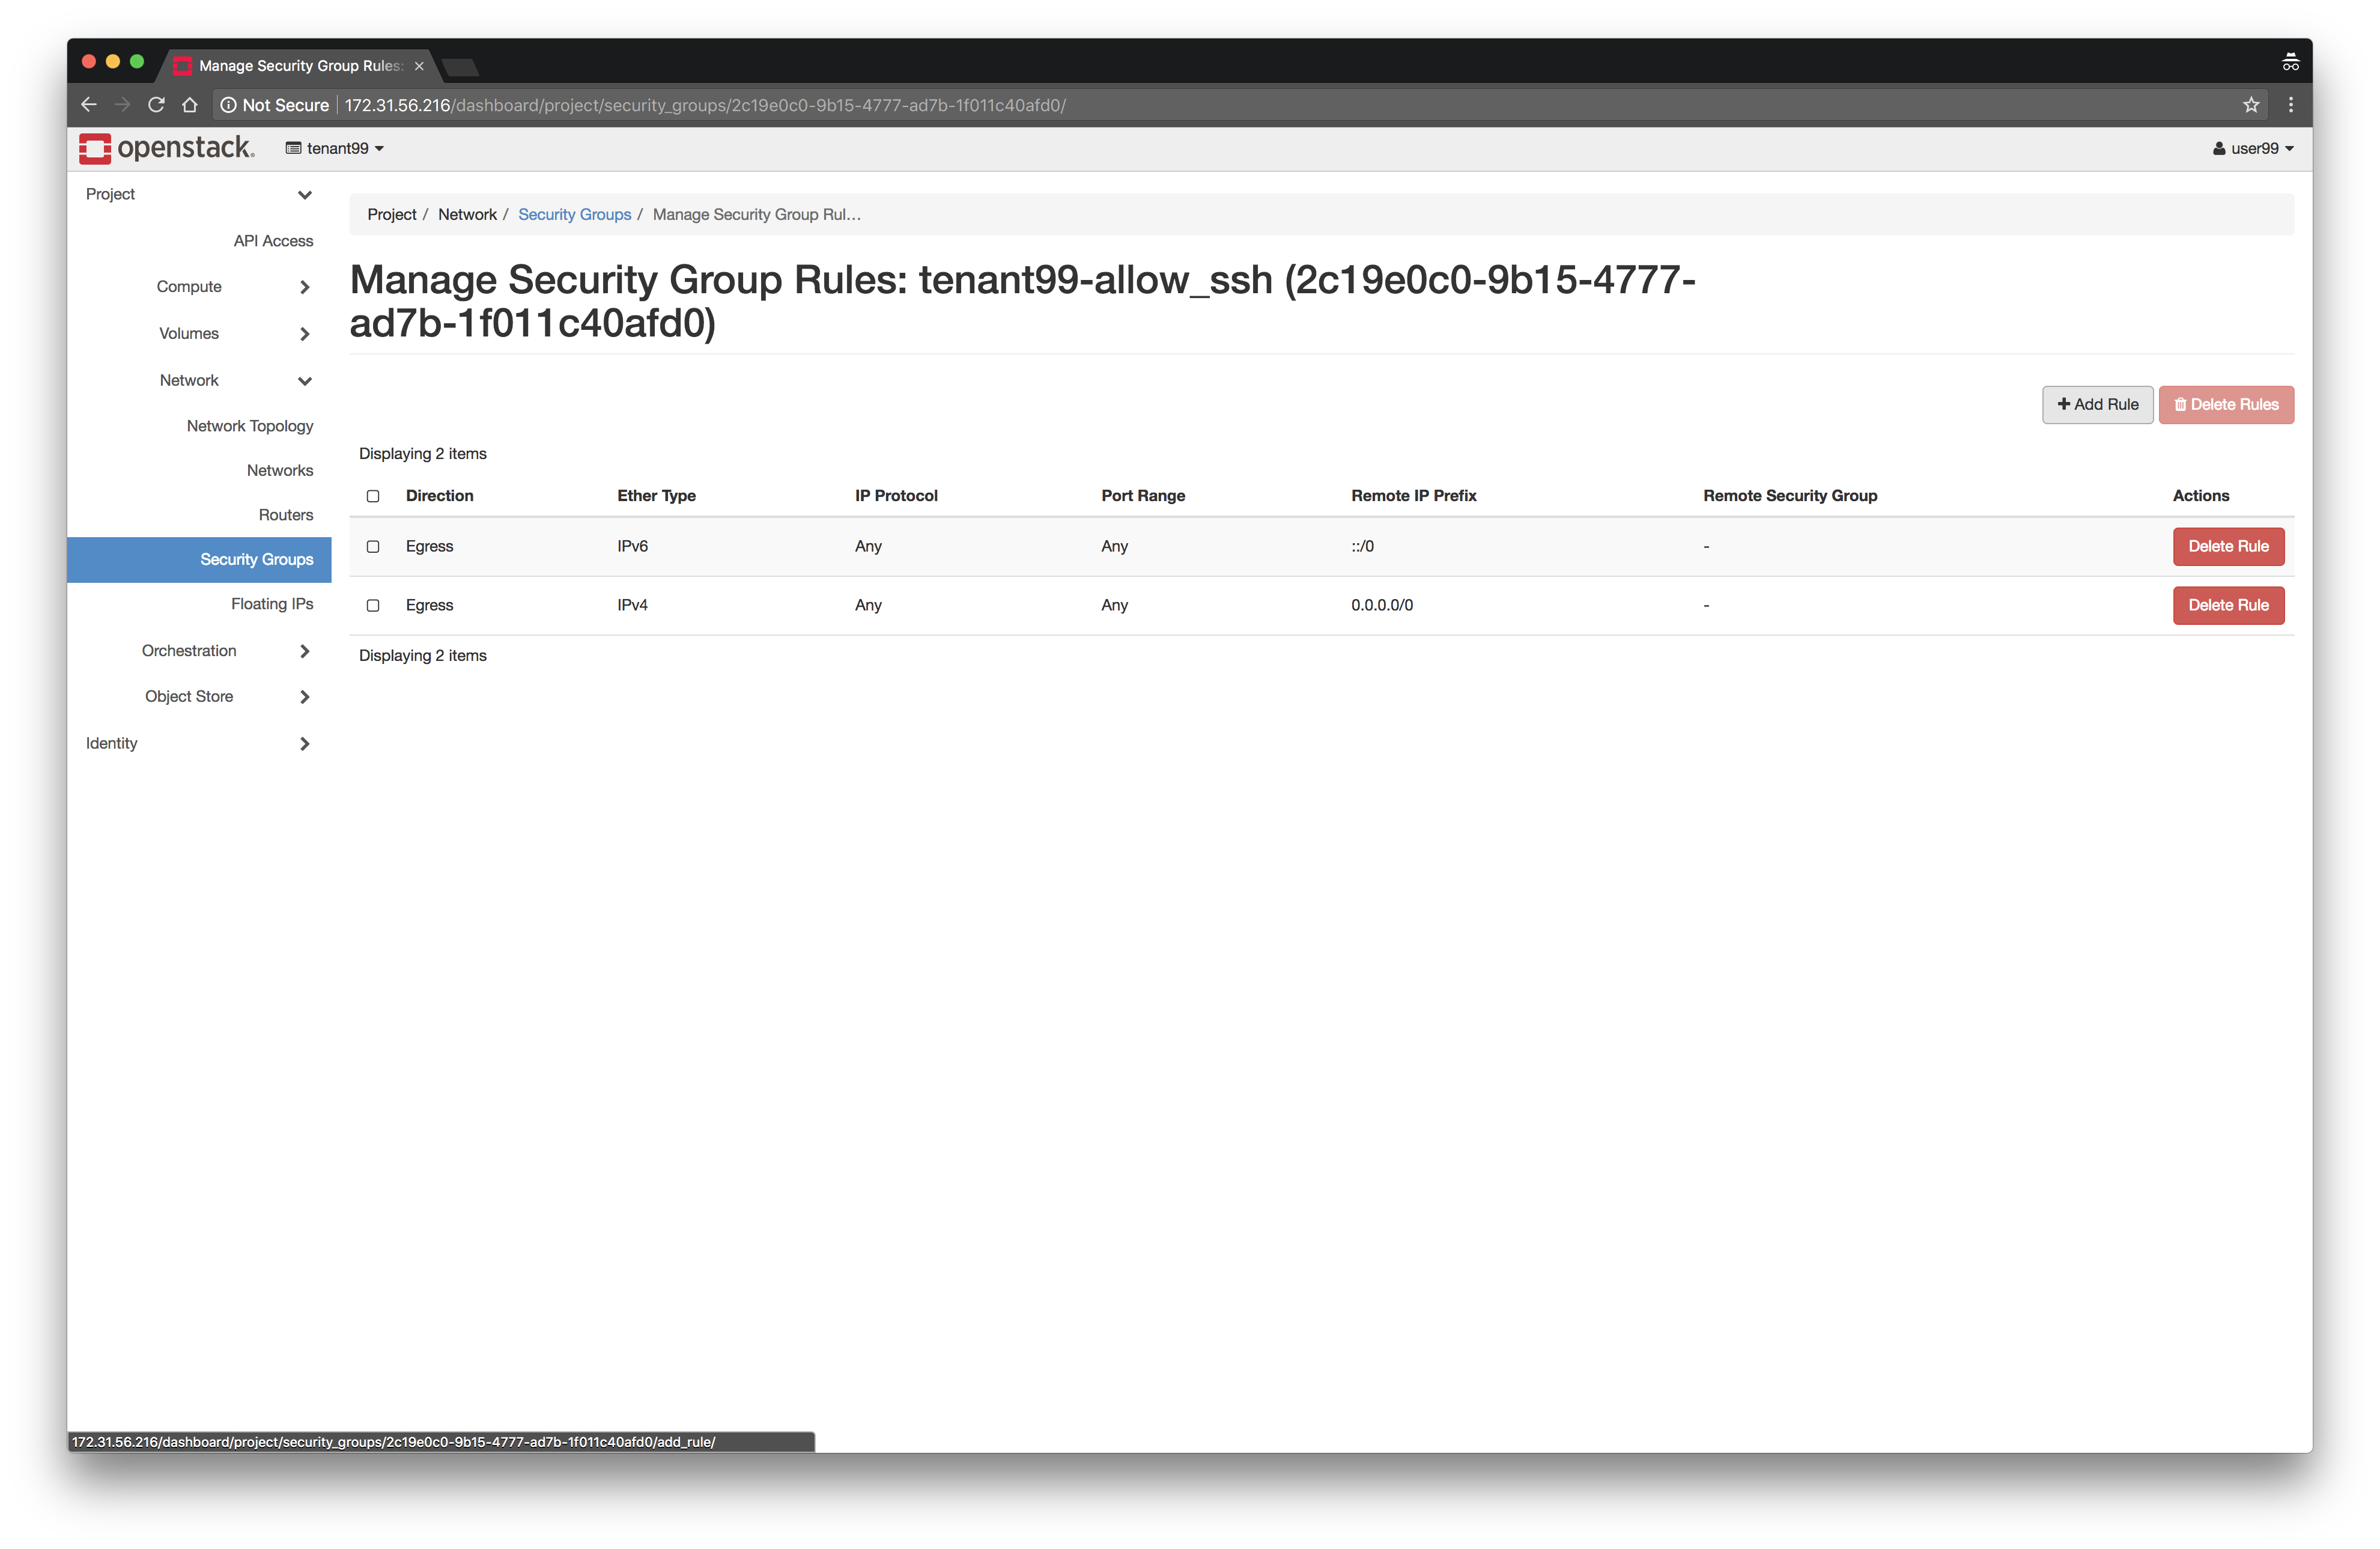 Manage Security Group Rules:
Not Secure 172.31.56.216/dashboard/project/security_groups/2c19e0c0-9b15-4777-ad7b-1f011c40afd0/
openstack. tenant99 user99
Project
API Access
Compute
Volumes
Network
Network Topology
Networks
Routers
Security Groups
Floating IPs
Orchestration
Object Store
Identity
Project / Network / Security Groups / Manage Security Group Rul…
Manage Security Group Rules: tenant99-allow_ssh (2c19e0c0-9b15-4777-
ad7b-1f011c40afd0)
Add Rule Delete Rules
Displaying 2 items
Direction Ether Type IP Protocol Port Range Remote IP Prefix Remote Security Group Actions
Egress IPv6 Any Any ::/0 - Delete Rule
Egress IPv4 Any Any 0.0.0.0/0 - Delete Rule
Displaying 2 items
172.31.56.216/dashboard/project/security_groups/2c19e0c0-9b15-4777-ad7b-1f011c40afd0/add_rule/